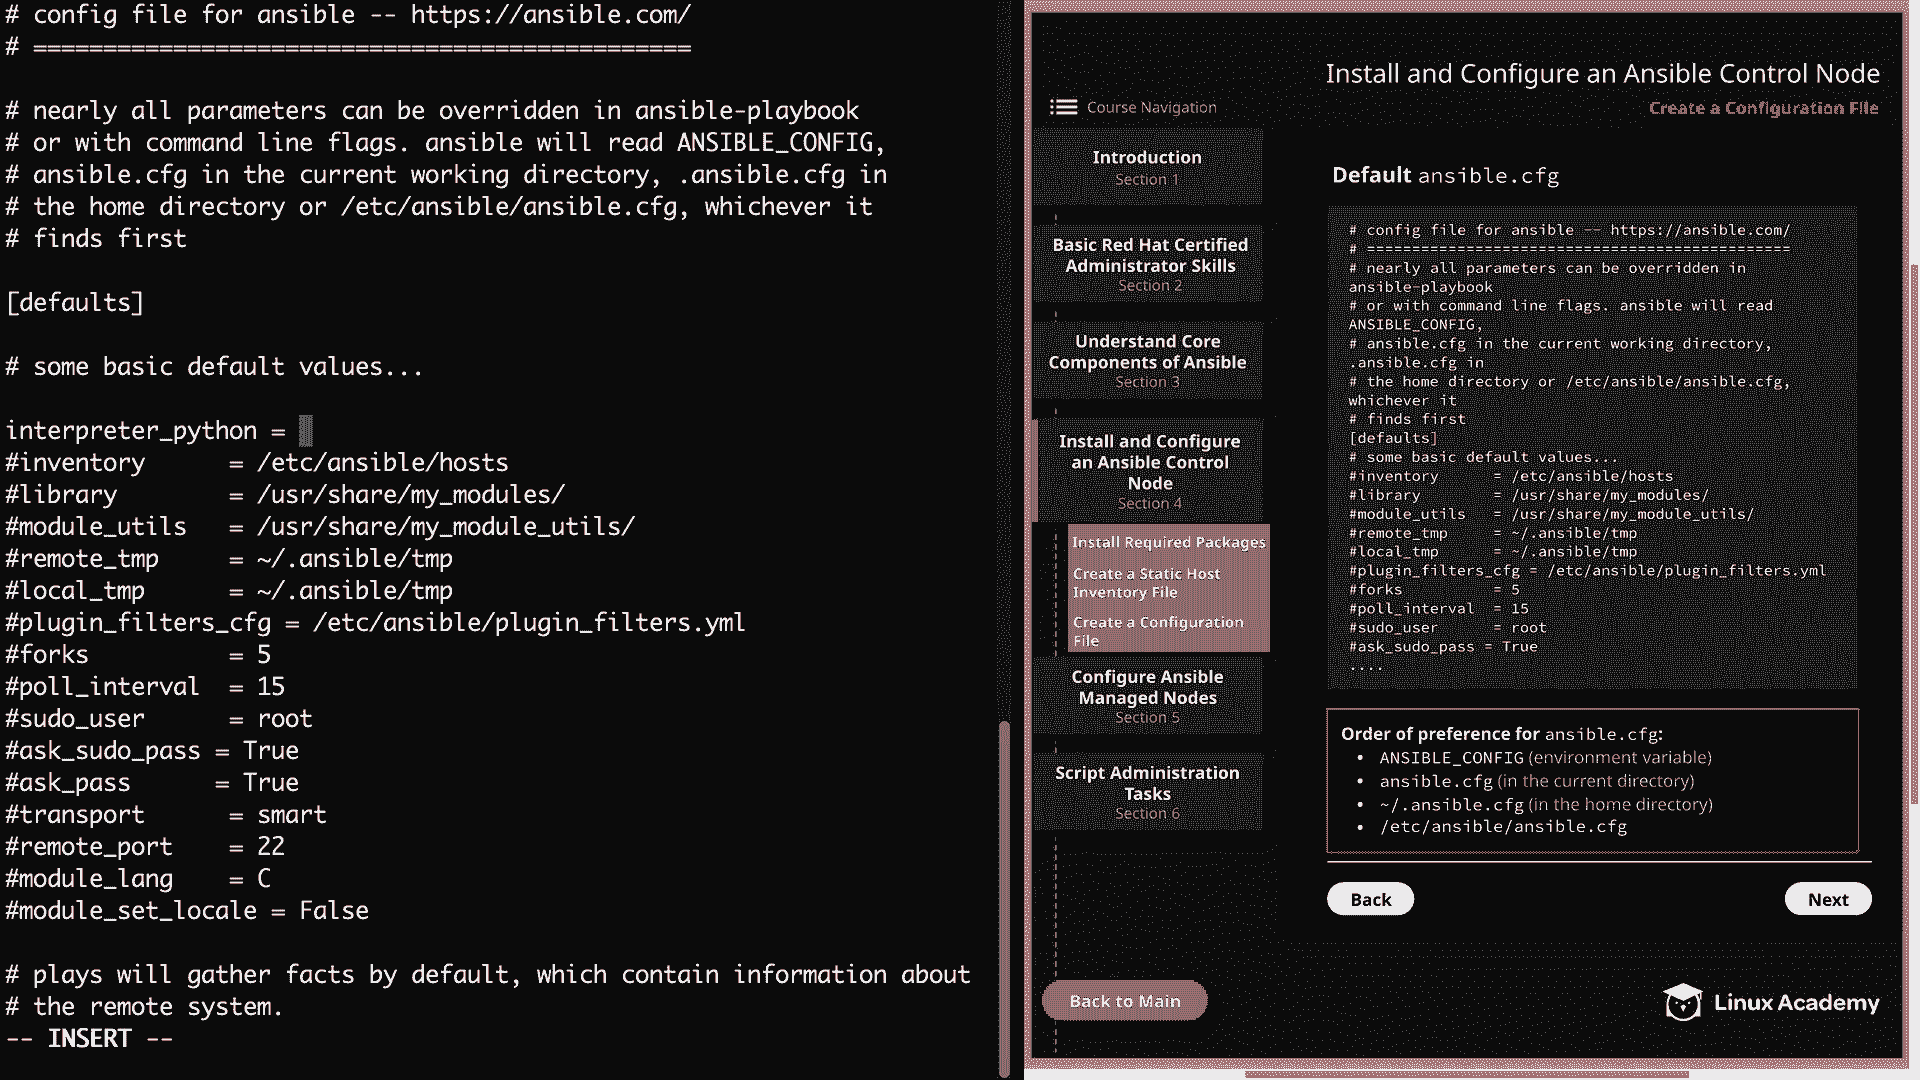 # config file for ansible -- https://ansible.com/
# ===============================================
# nearly all parameters can be overridden in ansible-playbook
# or with command line flags. ansible will read ANSIBLE_CONFIG,
# ansible.cfg in the current working directory, .ansible.cfg in
# the home directory or /etc/ansible/ansible.cfg, whichever it
# finds first
[defaults]
# some basic default values...
interpreter_python =
#inventory      = /etc/ansible/hosts
#library        = /usr/share/my_modules/
#module_utils   = /usr/share/my_module_utils/
#remote_tmp     = ~/.ansible/tmp
#local_tmp      = ~/.ansible/tmp
#plugin_filters_cfg = /etc/ansible/plugin_filters.yml
#forks          = 5
#poll_interval  = 15
#sudo_user      = root
#ask_sudo_pass = True
#ask_pass      = True
#transport      = smart
#remote_port    = 22
#module_lang    = C
#module_set_locale = False
# plays will gather facts by default, which contain information about
# the remote system.
-- INSERT --
Install and Configure an Ansible Control Node
Create a Configuration File
Course Navigation
Introduction
Section 1
Basic Red Hat Certified
Administrator Skills
Section 2
Understand Core
Components of Ansible
Section 3
Install and Configure
an Ansible Control
Node
Section 4
Install Required Packages
Create a Static Host
Inventory File
Create a Configuration
File
Configure Ansible
Managed Nodes
Section 5
Script Administration
Tasks
Section 6
Back to Main
Default ansible.cfg
# config file for ansible -- https://ansible.com/
# ===============================================
# nearly all parameters can be overridden in
ansible-playbook
# or with command line flags. ansible will read
ANSIBLE_CONFIG,
# ansible.cfg in the current working directory,
.ansible.cfg in
# the home directory or /etc/ansible/ansible.cfg,
whichever it
# finds first
[defaults]
# some basic default values...
#inventory      = /etc/ansible/hosts
#library        = /usr/share/my_modules/
#module_utils   = /usr/share/my_module_utils/
#remote_tmp     = ~/.ansible/tmp
#local_tmp      = ~/.ansible/tmp
#plugin_filters_cfg = /etc/ansible/plugin_filters.yml
#forks          = 5
#poll_interval  = 15
#sudo_user      = root
#ask_sudo_pass = True
....
Order of preference for ansible.cfg:
• ANSIBLE_CONFIG (environment variable)
• ansible.cfg (in the current directory)
• ~/.ansible.cfg (in the home directory)
• /etc/ansible/ansible.cfg
Back
Next
Linux Academy